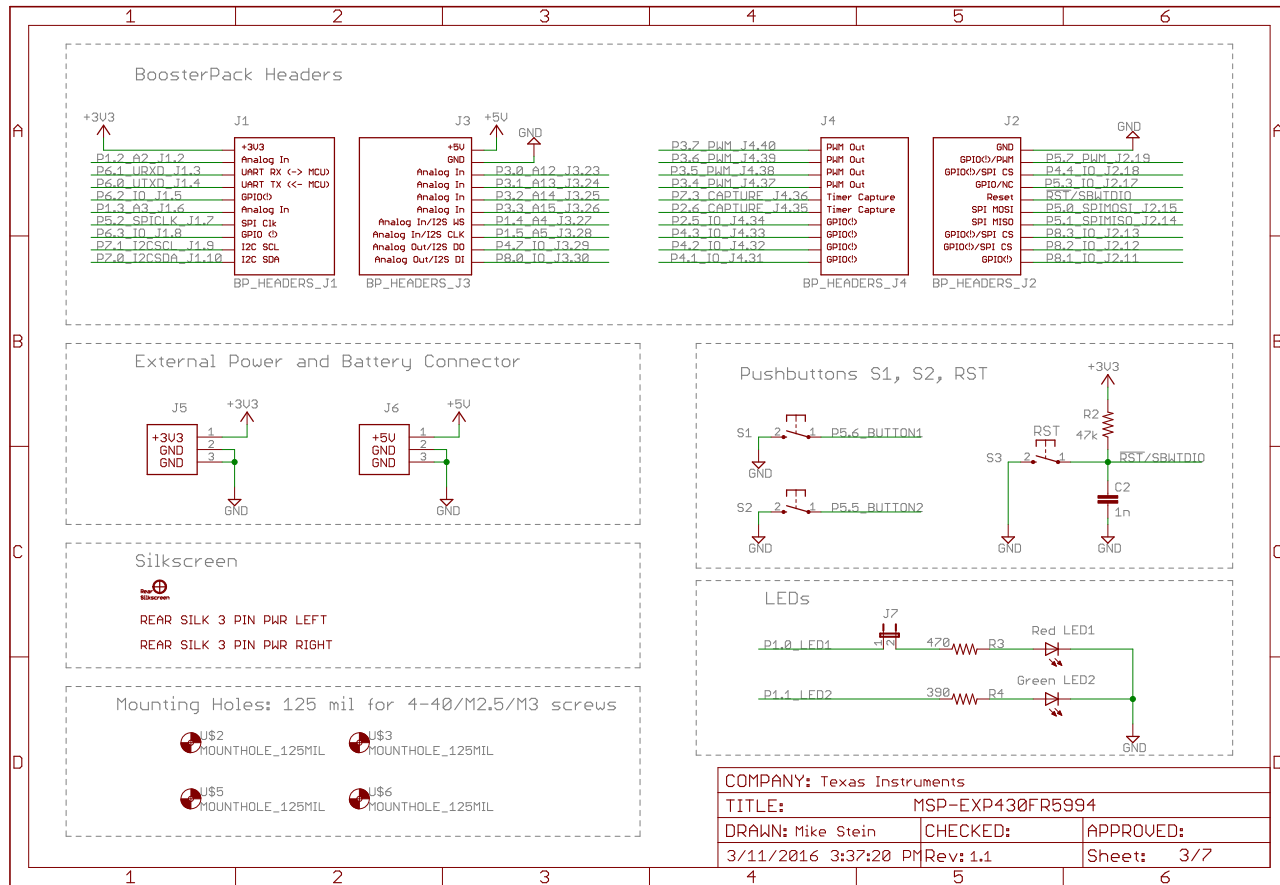 1 2 3 4 5 6
A A
B B
C C
D D
BoosterPack Headers
+3V3
J1
+3V3
P1.2_A2_J1.2 Analog In
P6.1_URXD_J1.3 UART RX (-> MCU)
P6.0_UTXD_J1.4 UART TX (<- MCU)
P6.2_IO_J1.5 GPIO(!)
P1.3_A3_J1.6 Analog In
P5.2_SPICLK_J1.7 SPI Clk
P6.3_IO_J1.8 GPIO (!)
P7.1_I2CSCL_J1.9 I2C SCL
P7.0_I2CSDA_J1.10 I2C SDA
BP_HEADERS_J1
J3
+5V
GND
+5V
GND
Analog In P3.0_A12_J3.23
Analog In P3.1_A13_J3.24
Analog In P3.2_A14_J3.25
Analog In P3.3_A15_J3.26
Analog In/I2S WS P1.4_A4_J3.27
Analog In/I2S CLK P1.5_A5_J3.28
Analog Out/I2S DO P4.7_IO_J3.29
Analog Out/I2S DI P8.0_IO_J3.30
BP_HEADERS_J3
J4
P3.7_PWM_J4.40 PWM Out
P3.6_PWM_J4.39 PWM Out
P3.5_PWM_J4.38 PWM Out
P3.4_PWM_J4.37 PWM Out
P7.3_CAPTURE_J4.36 Timer Capture
P2.6_CAPTURE_J4.35 Timer Capture
P2.5_IO_J4.34 GPIO(!)
P4.3_IO_J4.33 GPIO(!)
P4.2_IO_J4.32 GPIO(!)
P4.1_IO_J4.31 GPIO(!)
BP_HEADERS_J4
J2
GND
GND
GPIO(!)/PWM P5.7_PWM_J2.19
GPIO(!)/SPI CS P4.4_IO_J2.18
GPIO/NC P5.3_IO_J2.17
Reset RST/SBWTDIO
SPI MOSI P5.0_SPIMOSI_J2.15
SPI MISO P5.1_SPIMISO_J2.14
GPIO(!)/SPI CS P8.3_IO_J2.13
GPIO(!)/SPI CS P8.2_IO_J2.12
GPIO(!) P8.1_IO_J2.11
BP_HEADERS_J2
External Power and Battery Connector
J5 +3V3
+3V3 1
GND 2
GND 3
GND
J6 +5V
+5V 1
GND 2
GND 3
GND
Pushbuttons S1, S2, RST
S1 2 1 P5.6_BUTTON1
GND
S2 2 1 P5.5_BUTTON2
GND
+3V3
R2
47k
RST
S3 2 1 RST/SBWTDIO
C2
1n
GND GND
Silkscreen
Rear
Silkscreen
REAR SILK 3 PIN PWR LEFT
REAR SILK 3 PIN PWR RIGHT
LEDs
J7
P1.0_LED1 1 2 470 R3 Red LED1
P1.1_LED2 390 R4 Green LED2
GND
Mounting Holes: 125 mil for 4-40/M2.5/M3 screws
U$2
MOUNTHOLE_125MIL
U$3
MOUNTHOLE_125MIL
U$5
MOUNTHOLE_125MIL
U$6
MOUNTHOLE_125MIL
COMPANY: Texas Instruments
TITLE: MSP-EXP430FR5994
DRAWN: Mike Stein CHECKED: APPROVED:
3/11/2016 3:37:20 PM Rev: 1.1 Sheet: 3/7
1 2 3 4 5 6